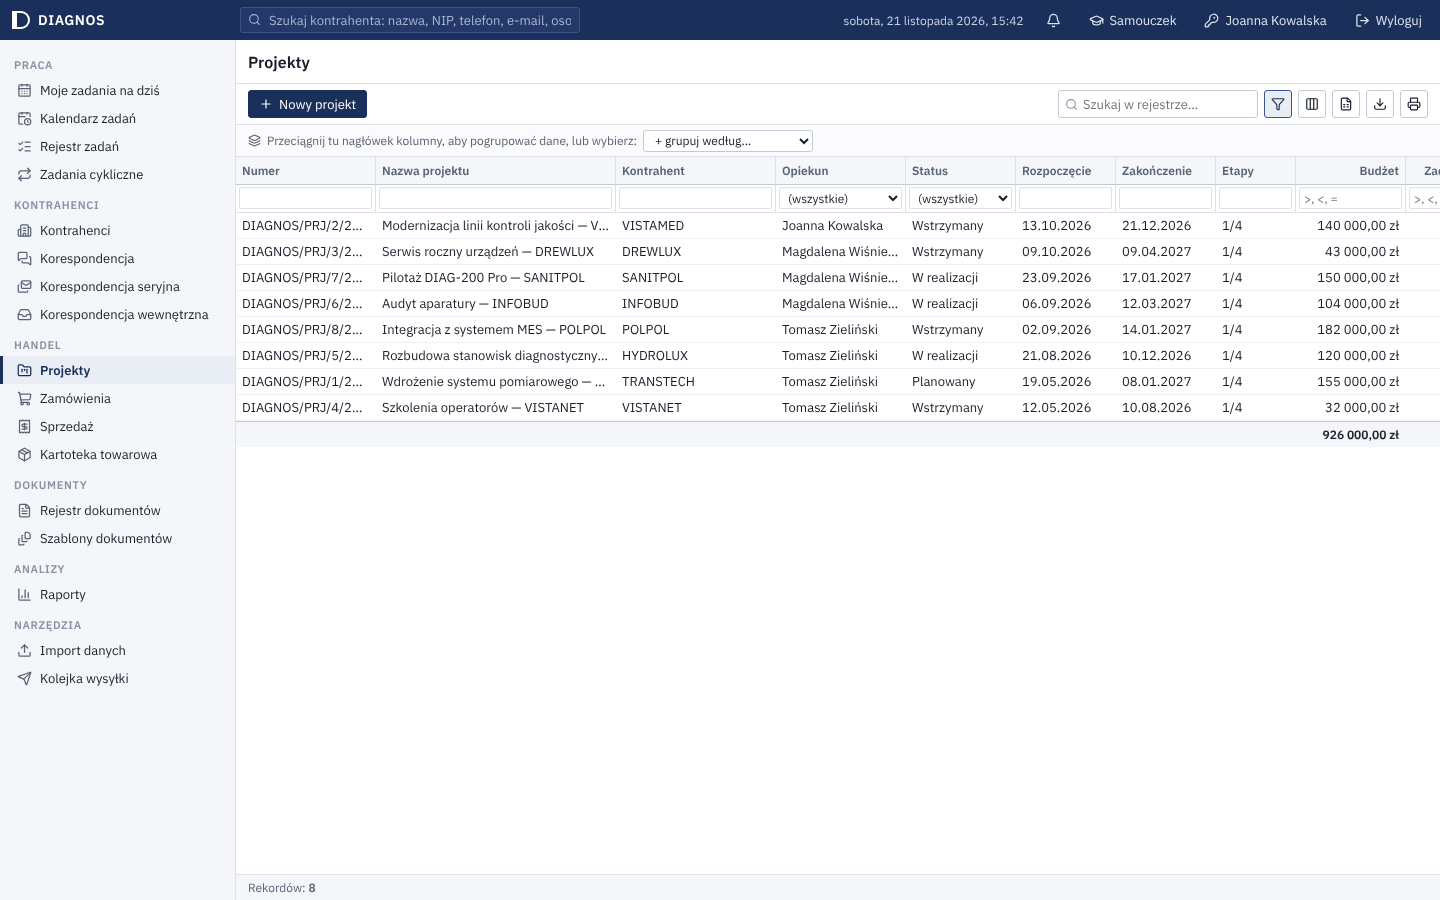 DIAGNOS
Szukaj kontrahenta: nazwa, NIP, telefon, e-mail, oso
sobota, 21 listopada 2026, 15:42
Samouczek
Joanna Kowalska
Wyloguj
PRACA
Moje zadania na dziś
Kalendarz zadań
Rejestr zadań
Zadania cykliczne
KONTRAHENCI
Kontrahenci
Korespondencja
Korespondencja seryjna
Korespondencja wewnętrzna
HANDEL
Projekty
Zamówienia
Sprzedaż
Kartoteka towarowa
DOKUMENTY
Rejestr dokumentów
Szablony dokumentów
ANALIZY
Raporty
NARZĘDZIA
Import danych
Kolejka wysyłki
Projekty
Nowy projekt
Szukaj w rejestrze...
Przeciągnij tu nagłówek kolumny, aby pogrupować dane, lub wybierz: + grupuj według...
Numer Nazwa projektu Kontrahent Opiekun Status Rozpoczęcie Zakończenie Etapy Budżet Zad
(wszystkie) (wszystkie) >, <, = >, <,
DIAGNOS/PRJ/2/2... Modernizacja linii kontroli jakości — V... VISTAMED Joanna Kowalska Wstrzymany 13.10.2026 21.12.2026 1/4 140 000,00 zł
DIAGNOS/PRJ/3/2... Serwis roczny urządzeń — DREWLUX DREWLUX Magdalena Wiśnie... Wstrzymany 09.10.2026 09.04.2027 1/4 43 000,00 zł
DIAGNOS/PRJ/7/2... Pilotaż DIAG-200 Pro — SANITPOL SANITPOL Magdalena Wiśnie... W realizacji 23.09.2026 17.01.2027 1/4 150 000,00 zł
DIAGNOS/PRJ/6/2... Audyt aparatury — INFOBUD INFOBUD Magdalena Wiśnie... W realizacji 06.09.2026 12.03.2027 1/4 104 000,00 zł
DIAGNOS/PRJ/8/2... Integracja z systemem MES — POLPOL POLPOL Tomasz Zieliński Wstrzymany 02.09.2026 14.01.2027 1/4 182 000,00 zł
DIAGNOS/PRJ/5/2... Rozbudowa stanowisk diagnostyczny... HYDROLUX Tomasz Zieliński W realizacji 21.08.2026 10.12.2026 1/4 120 000,00 zł
DIAGNOS/PRJ/1/2... Wdrożenie systemu pomiarowego — ... TRANSTECH Tomasz Zieliński Planowany 19.05.2026 08.01.2027 1/4 155 000,00 zł
DIAGNOS/PRJ/4/2... Szkolenia operatorów — VISTANET VISTANET Tomasz Zieliński Wstrzymany 12.05.2026 10.08.2026 1/4 32 000,00 zł
926 000,00 zł
Rekordów: 8